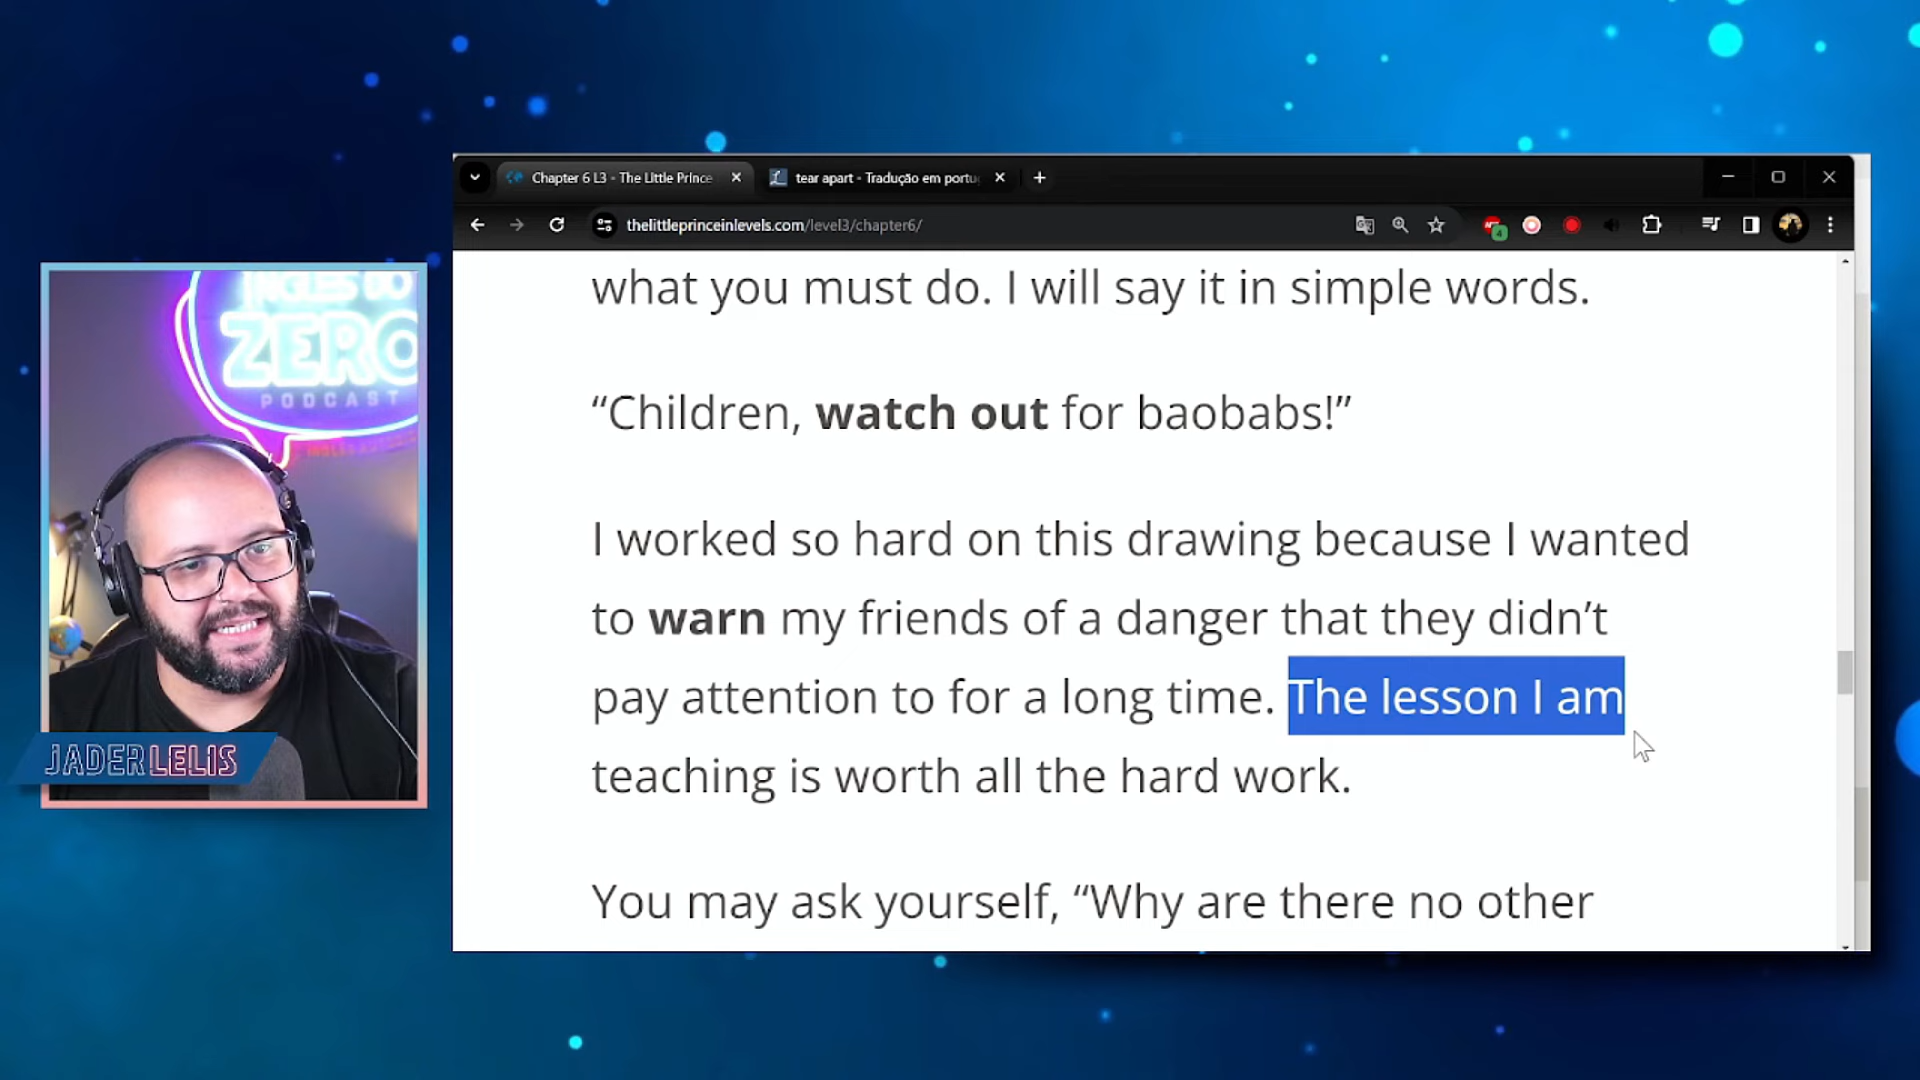 Chapter 6 L3 - The Little Prince
tear apart - Tradução em portu
thelittleprinceinlevels.com/level3/chapter6/
4
what you must do. I will say it in simple words.
“Children, watch out for baobabs!”
I worked so hard on this drawing because I wanted
to warn my friends of a danger that they didn’t
pay attention to for a long time. The lesson I am
teaching is worth all the hard work.
You may ask yourself, “Why are there no other
ZERO
PODCAST
JADERLELIS